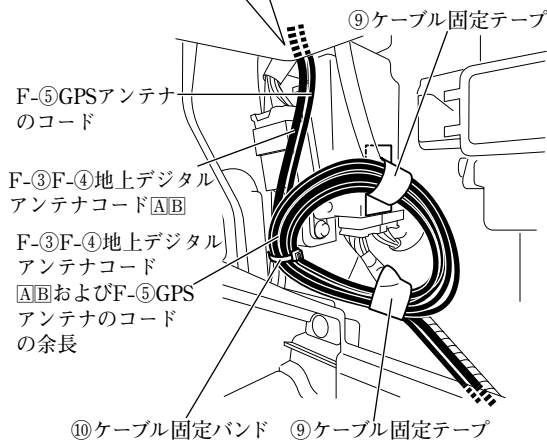 ⑨ケーブル固定テープ
F-⑤GPSアンテナ
のコード
F-③F-④地上デジタル
アンテナコード🄰🄱
F-③F-④地上デジタル
アンテナコード
🄰🄱およびF-⑤GPS
アンテナのコード
の余長
⑩ケーブル固定バンド ⑨ケーブル固定テープ